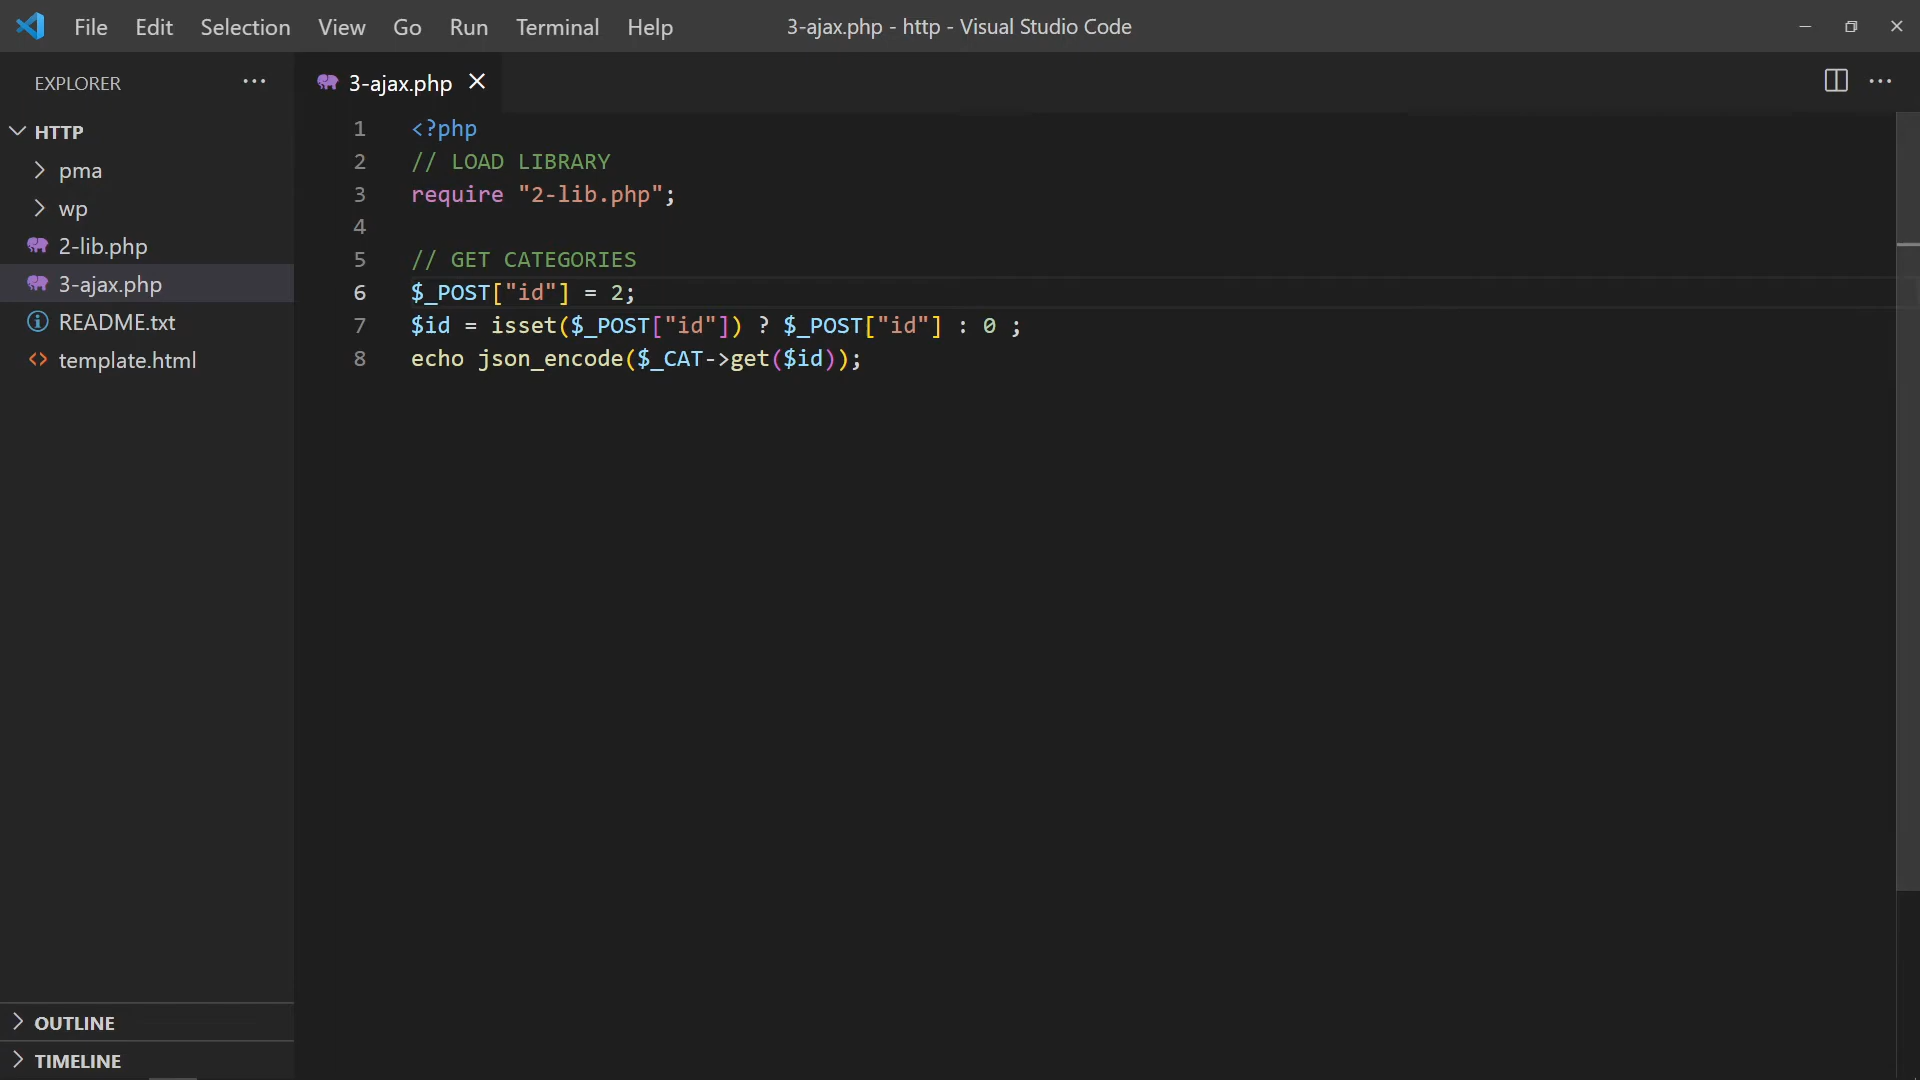 File Edit Selection View Go Run Terminal Help 3-ajax.php - http - Visual Studio Code
EXPLORER
HTTP
pma
wp
2-lib.php
3-ajax.php
README.txt
template.html
OUTLINE
TIMELINE
3-ajax.php
1 <?php
2 // LOAD LIBRARY
3 require "2-lib.php";
4
5 // GET CATEGORIES
6 $_POST["id"] = 2;
7 $id = isset($_POST["id"]) ? $_POST["id"] : 0 ;
8 echo json_encode($_CAT->get($id));